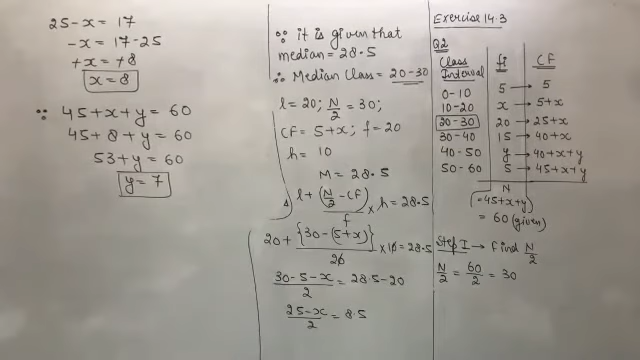 Exercise 14.3
Q2
Class Interval fi CF
0-10 5 → 5
10-20 x → 5+x
20-30 20 → 25+x
30-40 15 → 40+x
40-50 y → 40+x+y
50-60 5 → 45+x+y
N
=45+x+y
= 60 (given)
Step I → find N/2
N/2 = 60/2 = 30
∵ it is given that
median = 28.5
∴ Median Class = 20-30
l = 20; N/2 = 30;
CF = 5+x; f = 20
h = 10
M = 28.5
l + (N/2 - CF)/f × h = 28.5
20 + {30-(5+x)}/20 × 10 = 28.5
(30-5-x)/2 = 28.5-20
(25-x)/2 = 8.5
25-x = 17
-x = 17-25
+x = +8
x = 8
∵ 45+x+y = 60
45+8+y = 60
53+y = 60
y = 7